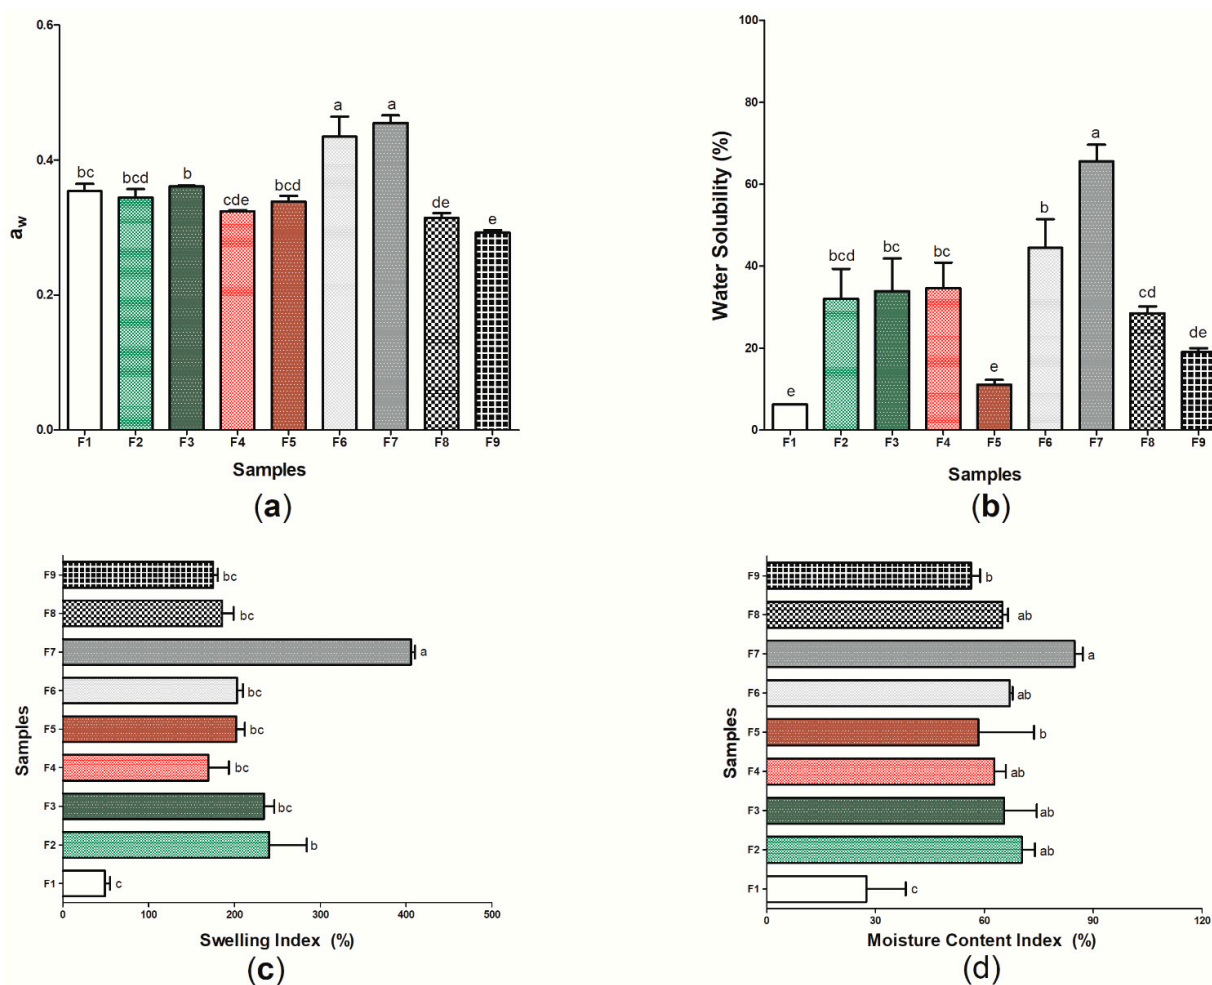 0.6
0.4
0.2
0.0
a_w
bc
bcd
b
cde
bcd
a
a
de
e
F1 F2 F3 F4 F5 F6 F7 F8 F9
Samples
(a)
100
80
60
40
20
0
Water Solubility (%)
e
bcd
bc
bc
e
b
a
cd
de
F1 F2 F3 F4 F5 F6 F7 F8 F9
Samples
(b)
Samples
F9 bc
F8 bc
F7 a
F6 bc
F5 bc
F4 bc
F3 bc
F2 b
F1 c
0 100 200 300 400 500
Swelling Index (%)
(c)
Samples
F9 b
F8 ab
F7 a
F6 ab
F5 b
F4 ab
F3 ab
F2 ab
F1 c
0 30 60 90 120
Moisture Content Index (%)
(d)